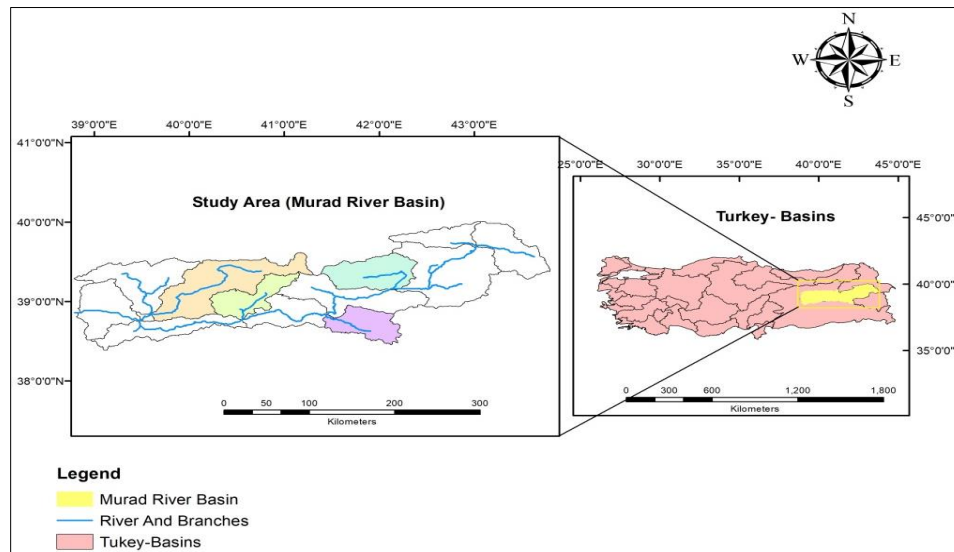 N
W E
S
39°0'0"E 40°0'0"E 41°0'0"E 42°0'0"E 43°0'0"E
41°0'0"N
40°0'0"N
39°0'0"N
38°0'0"N
Study Area (Murad River Basin)
0 50 100 200 300
Kilometers
25°0'0"E 30°0'0"E 35°0'0"E 40°0'0"E 45°0'0"E
Turkey- Basins
45°0'0"N
40°0'0"N
35°0'0"N
0 300 600 1,200 1,800
Kilometers
Legend
Murad River Basin
River And Branches
Tukey-Basins